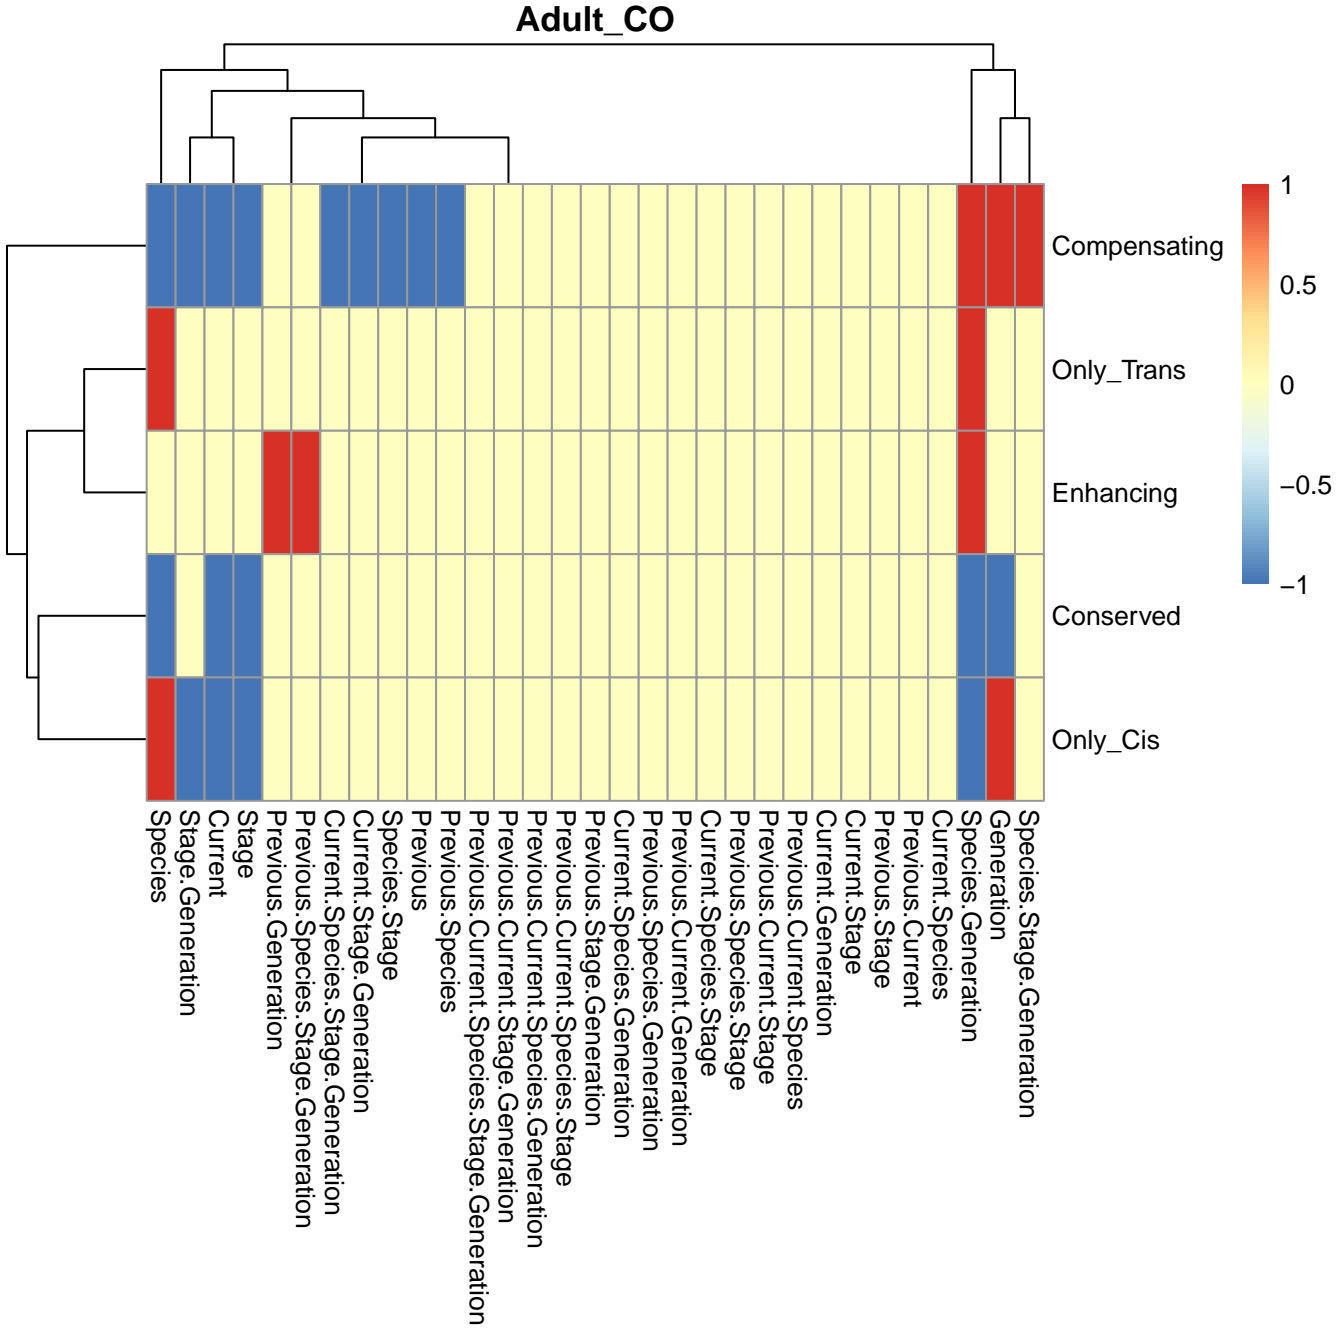 Adult_CO
1
0.5
0
−0.5
−1
Compensating
Only_Trans
Enhancing
Conserved
Only_Cis
Species
Stage.Generation
Current
Stage
Previous.Generation
Previous.Species.Stage.Generation
Current.Species.Stage.Generation
Current.Stage.Generation
Species.Stage
Previous
Previous.Species
Previous.Current.Species.Stage.Generation
Previous.Current.Stage.Generation
Previous.Current.Species.Generation
Previous.Current.Species.Stage
Previous.Stage.Generation
Current.Species.Generation
Previous.Species.Generation
Previous.Current.Generation
Current.Species.Stage
Previous.Species.Stage
Previous.Current.Stage
Previous.Current.Species
Current.Generation
Current.Stage
Previous.Stage
Previous.Current
Current.Species
Species.Generation
Generation
Species.Stage.Generation